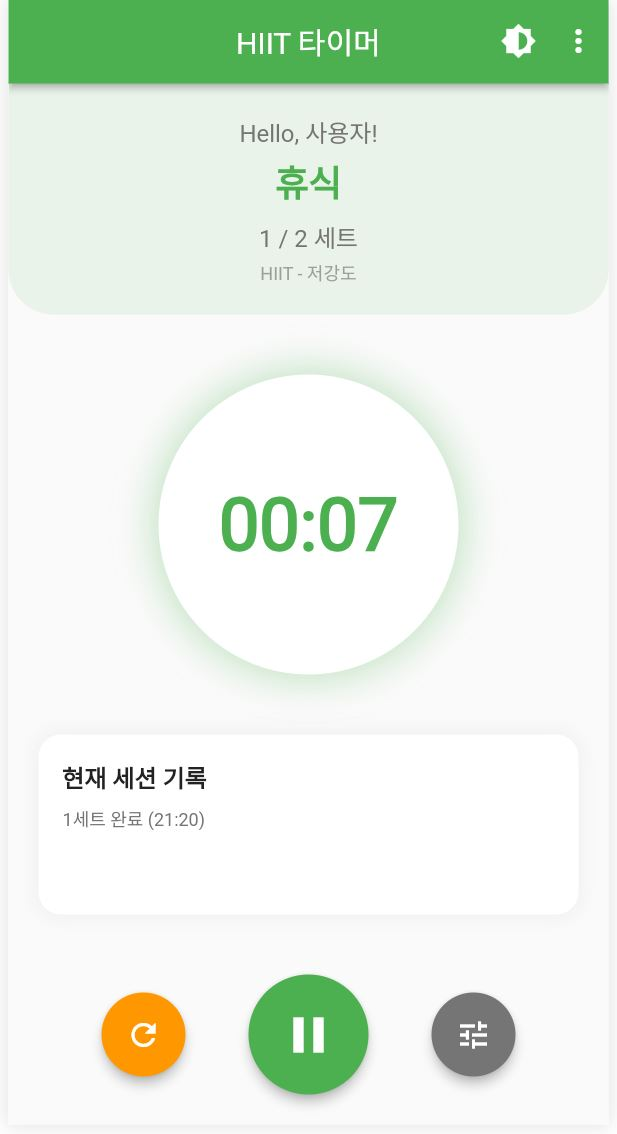 HIIT 타이머
Hello, 사용자!
휴식
1 / 2 세트
HIIT - 저강도
00:07
현재 세션 기록
1세트 완료 (21:20)